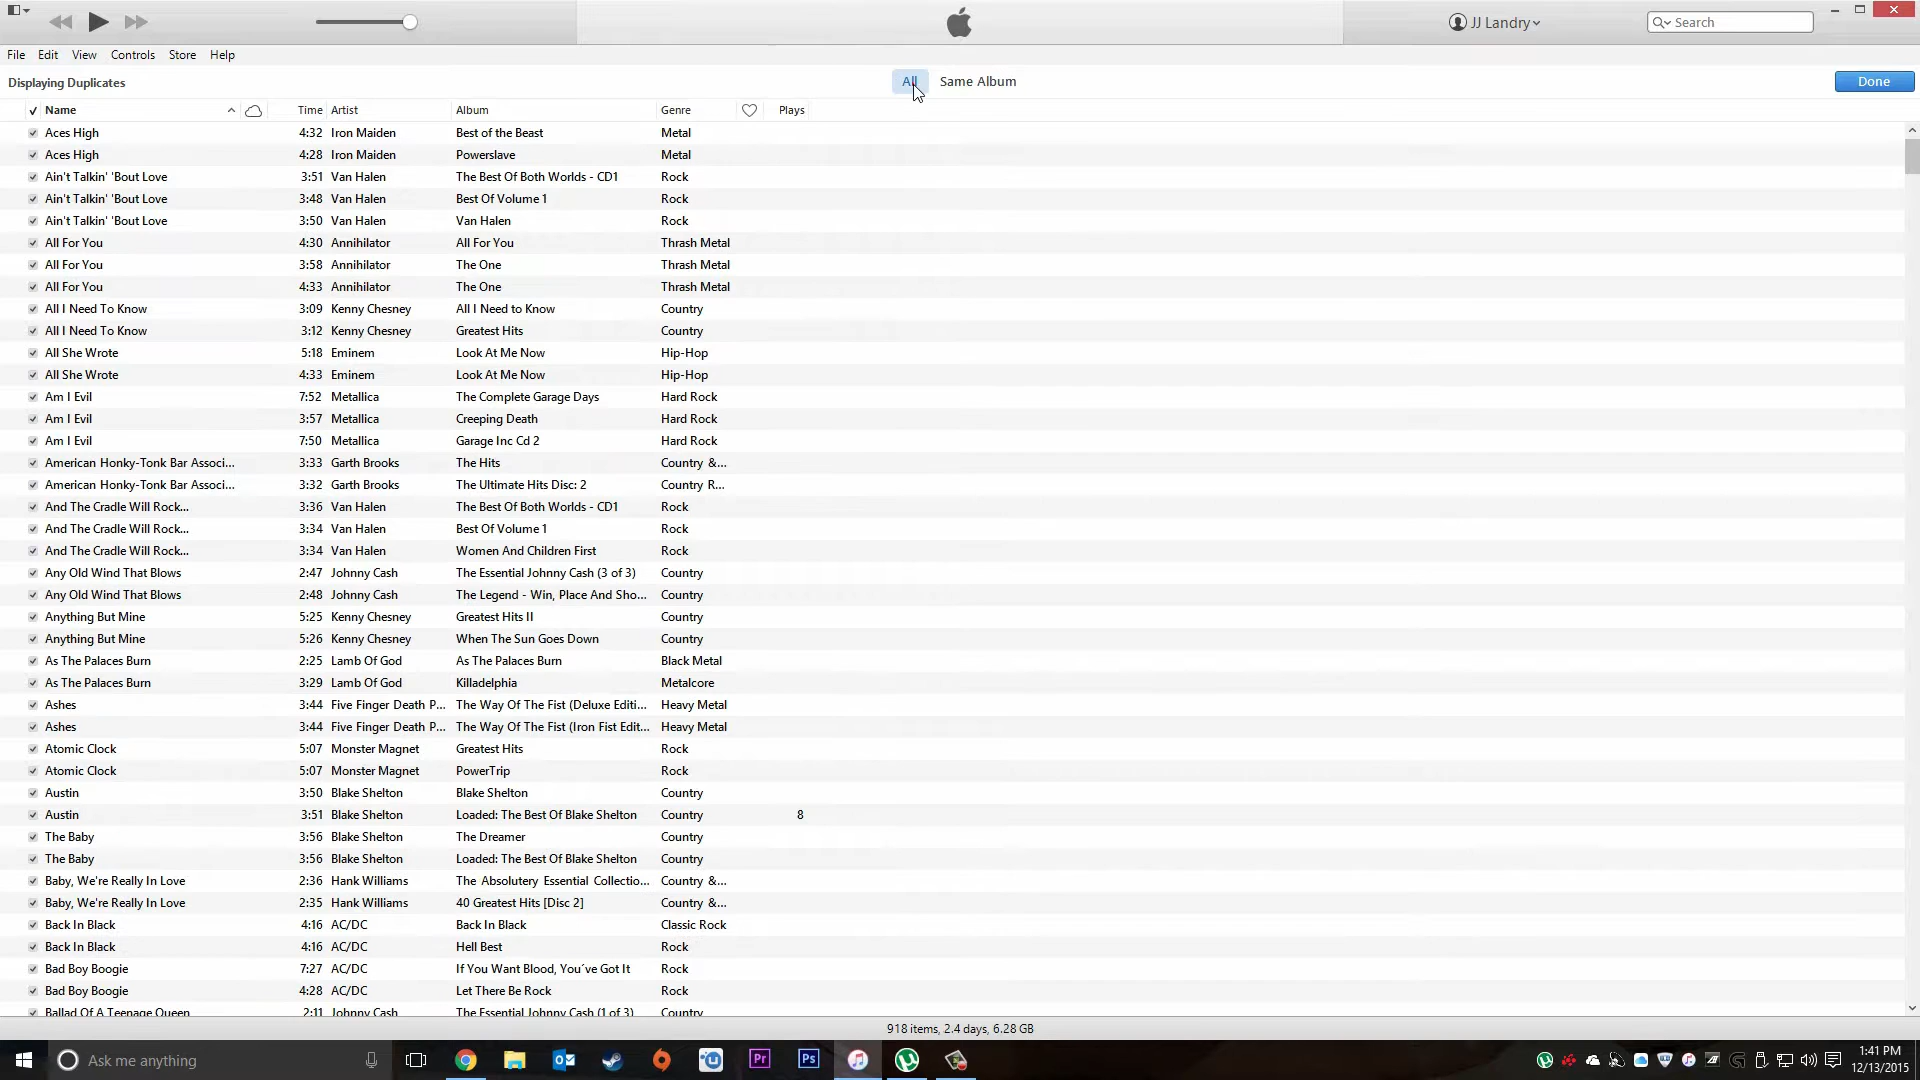 JJ Landry
Search
File Edit View Controls Store Help
Displaying Duplicates All Same Album Done
Name Time Artist Album Genre Plays
Aces High 4:32 Iron Maiden Best of the Beast Metal
Aces High 4:28 Iron Maiden Powerslave Metal
Ain't Talkin' 'Bout Love 3:51 Van Halen The Best Of Both Worlds - CD1 Rock
Ain't Talkin' 'Bout Love 3:48 Van Halen Best Of Volume 1 Rock
Ain't Talkin' 'Bout Love 3:50 Van Halen Van Halen Rock
All For You 4:30 Annihilator All For You Thrash Metal
All For You 3:58 Annihilator The One Thrash Metal
All For You 4:33 Annihilator The One Thrash Metal
All I Need To Know 3:09 Kenny Chesney All I Need to Know Country
All I Need To Know 3:12 Kenny Chesney Greatest Hits Country
All She Wrote 5:18 Eminem Look At Me Now Hip-Hop
All She Wrote 4:33 Eminem Look At Me Now Hip-Hop
Am I Evil 7:52 Metallica The Complete Garage Days Hard Rock
Am I Evil 3:57 Metallica Creeping Death Hard Rock
Am I Evil 7:50 Metallica Garage Inc Cd 2 Hard Rock
American Honky-Tonk Bar Associ... 3:33 Garth Brooks The Hits Country &...
American Honky-Tonk Bar Associ... 3:32 Garth Brooks The Ultimate Hits Disc: 2 Country R...
And The Cradle Will Rock... 3:36 Van Halen The Best Of Both Worlds - CD1 Rock
And The Cradle Will Rock... 3:34 Van Halen Best Of Volume 1 Rock
And The Cradle Will Rock... 3:34 Van Halen Women And Children First Rock
Any Old Wind That Blows 2:47 Johnny Cash The Essential Johnny Cash (3 of 3) Country
Any Old Wind That Blows 2:48 Johnny Cash The Legend - Win, Place And Sho... Country
Anything But Mine 5:25 Kenny Chesney Greatest Hits II Country
Anything But Mine 5:26 Kenny Chesney When The Sun Goes Down Country
As The Palaces Burn 2:25 Lamb Of God As The Palaces Burn Black Metal
As The Palaces Burn 3:29 Lamb Of God Killadelphia Metalcore
Ashes 3:44 Five Finger Death P... The Way Of The Fist (Deluxe Editi... Heavy Metal
Ashes 3:44 Five Finger Death P... The Way Of The Fist (Iron Fist Edit... Heavy Metal
Atomic Clock 5:07 Monster Magnet Greatest Hits Rock
Atomic Clock 5:07 Monster Magnet PowerTrip Rock
Austin 3:50 Blake Shelton Blake Shelton Country
Austin 3:51 Blake Shelton Loaded: The Best Of Blake Shelton Country 8
The Baby 3:56 Blake Shelton The Dreamer Country
The Baby 3:56 Blake Shelton Loaded: The Best Of Blake Shelton Country
Baby, We're Really In Love 2:36 Hank Williams The Absolutery Essential Collectio... Country &...
Baby, We're Really In Love 2:35 Hank Williams 40 Greatest Hits [Disc 2] Country &...
Back In Black 4:16 AC/DC Back In Black Classic Rock
Back In Black 4:16 AC/DC Hell Best Rock
Bad Boy Boogie 7:27 AC/DC If You Want Blood, You´ve Got It Rock
Bad Boy Boogie 4:28 AC/DC Let There Be Rock Rock
Ballad Of A Teenage Queen 2:11 Johnny Cash The Essential Johnny Cash (1 of 3) Country
918 items, 2.4 days, 6.28 GB
Ask me anything Pr Ps 1:41 PM
12/13/2015